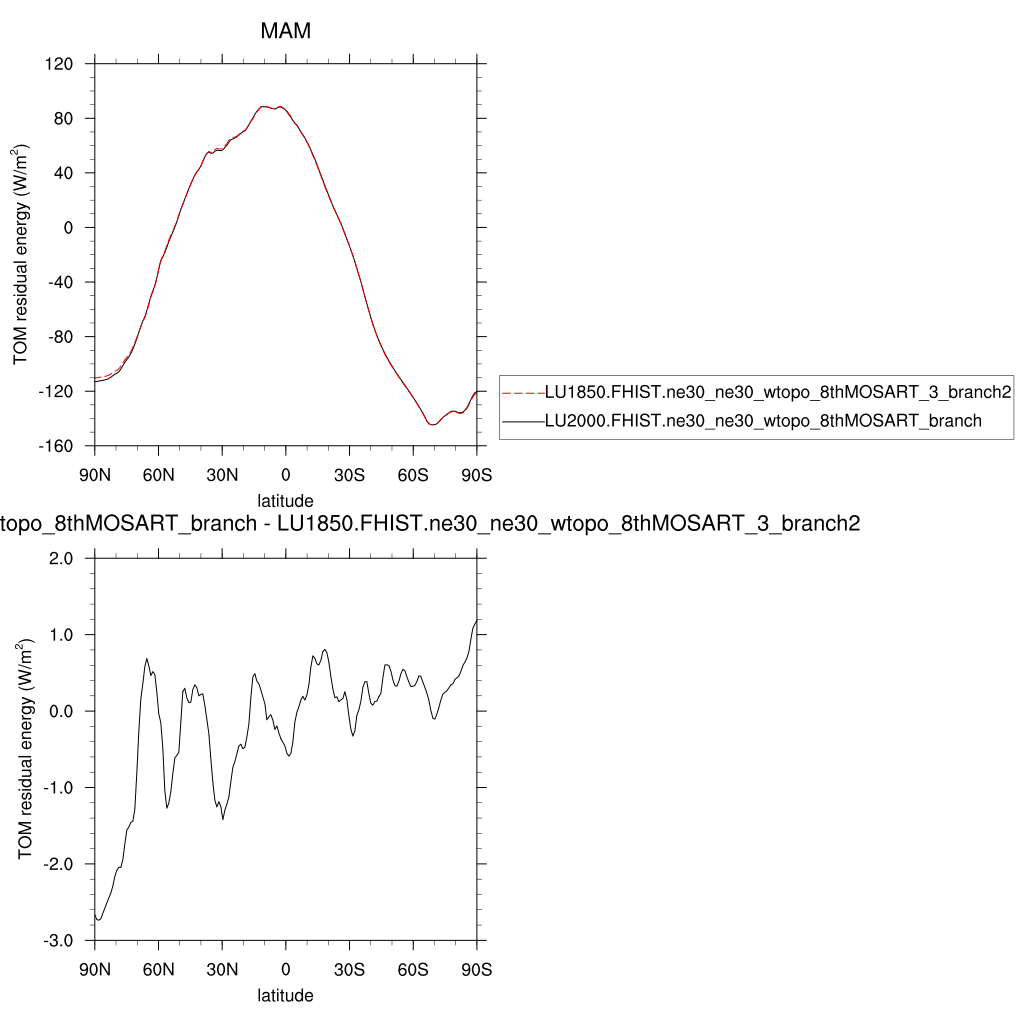 MAM
120
80
40
0
-40
-80
-120
-160
TOM residual energy (W/m²)
90N 60N 30N 0 30S 60S 90S
latitude
LU1850.FHIST.ne30_ne30_wtopo_8thMOSART_3_branch2
LU2000.FHIST.ne30_ne30_wtopo_8thMOSART_branch
topo_8thMOSART_branch - LU1850.FHIST.ne30_ne30_wtopo_8thMOSART_3_branch2
2.0
1.0
0.0
-1.0
-2.0
-3.0
TOM residual energy (W/m²)
90N 60N 30N 0 30S 60S 90S
latitude